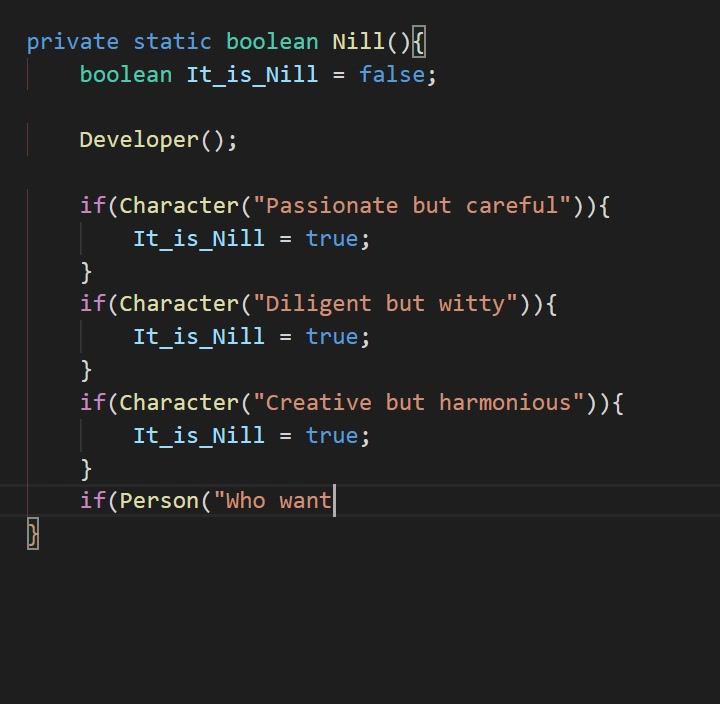 private static boolean Nill(){
boolean It_is_Nill = false;
Developer();
if(Character("Passionate but careful")){
It_is_Nill = true;
}
if(Character("Diligent but witty")){
It_is_Nill = true;
}
if(Character("Creative but harmonious")){
It_is_Nill = true;
}
if(Person("Who want
}